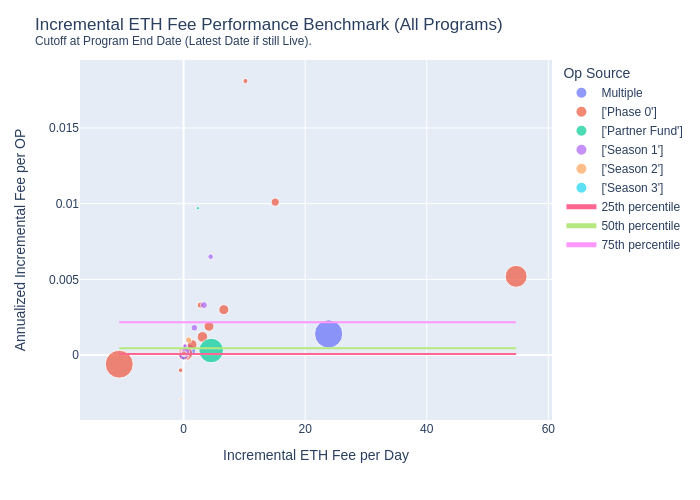 Incremental ETH Fee Performance Benchmark (All Programs)
Cutoff at Program End Date (Latest Date if still Live).
Annualized Incremental Fee per OP
0.015
0.01
0.005
0
0
20
40
60
Incremental ETH Fee per Day
Op Source
Multiple
['Phase 0']
['Partner Fund']
['Season 1']
['Season 2']
['Season 3']
25th percentile
50th percentile
75th percentile